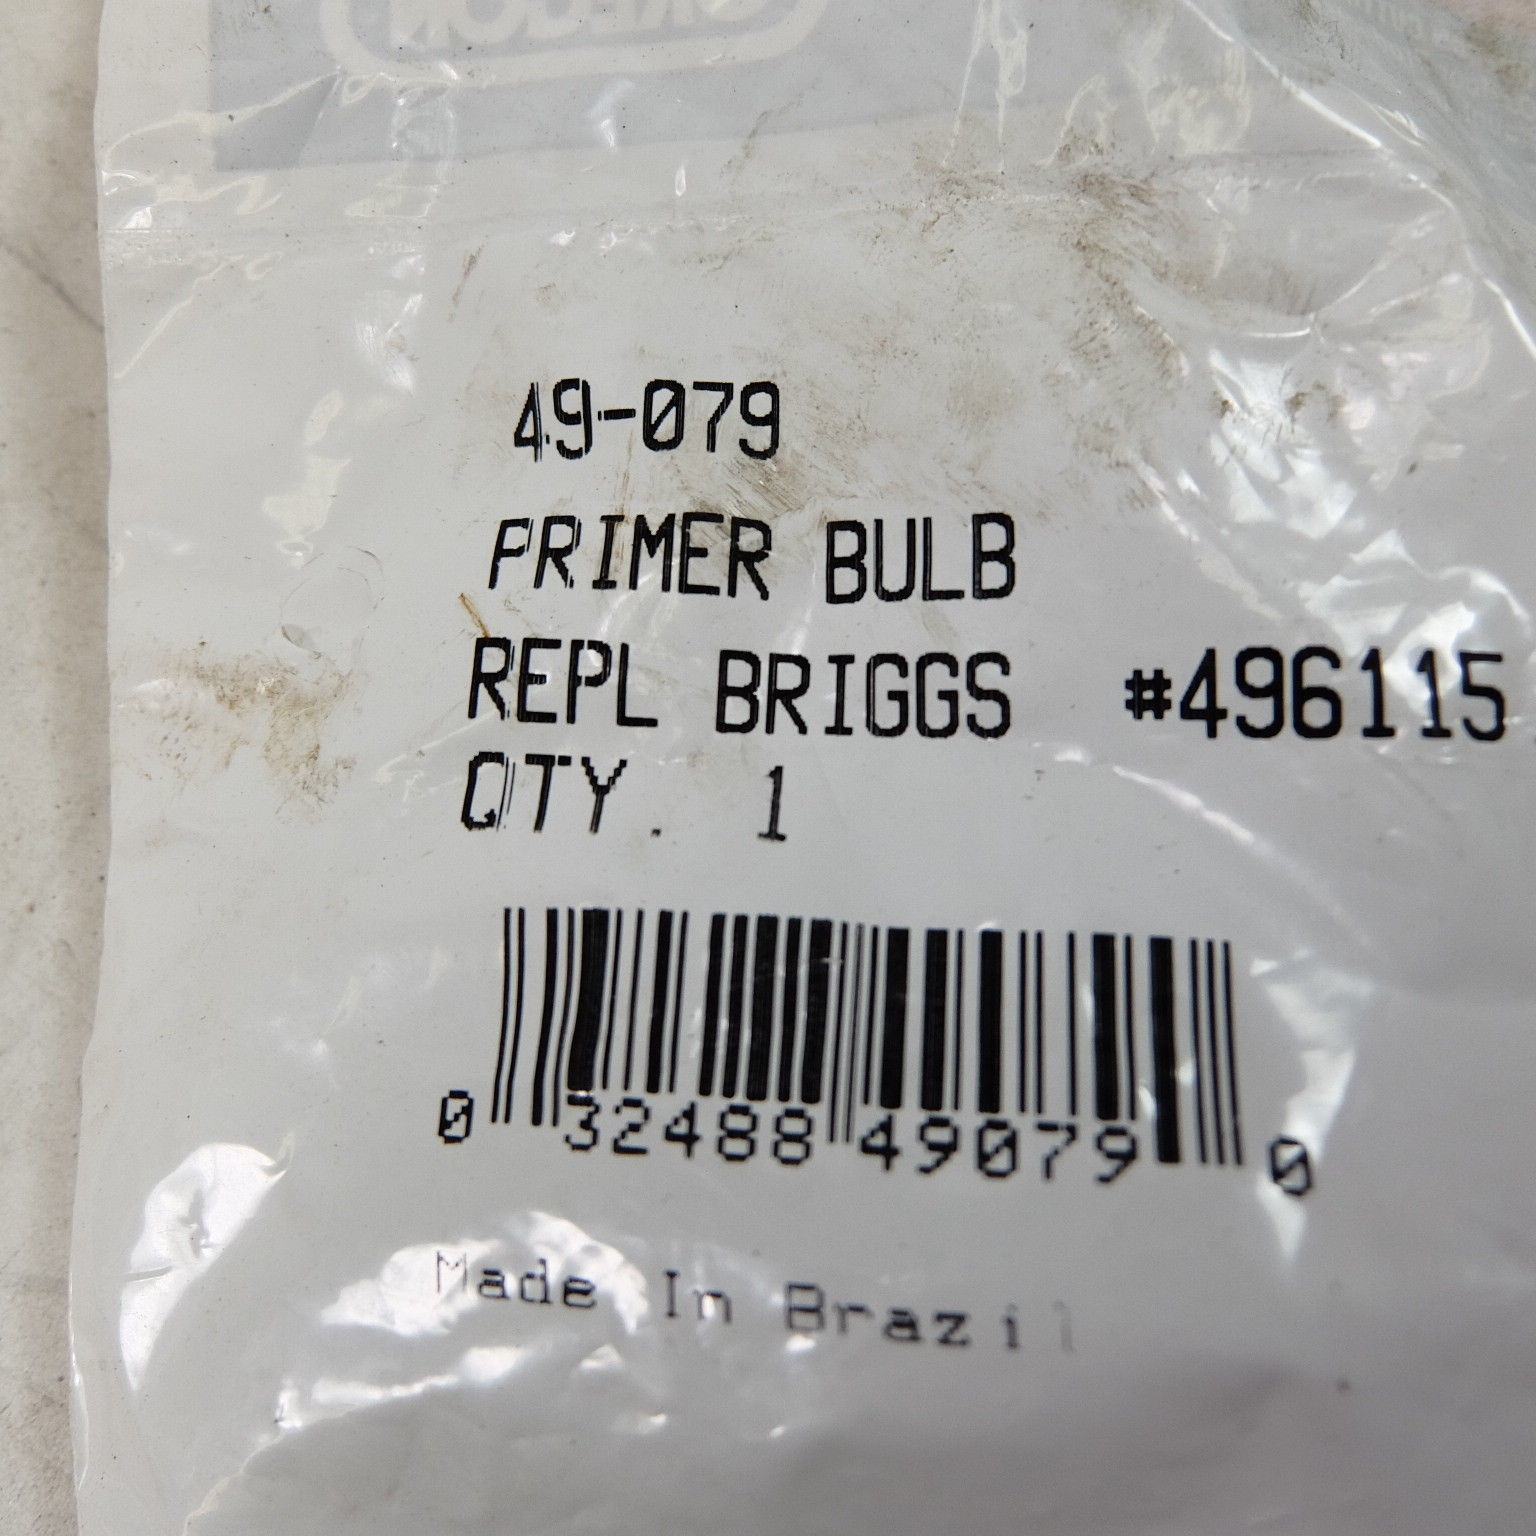 49-079
PRIMER BULB
REPL BRIGGS #496115
QTY. 1
0 32488 49079 0
Made In Brazil